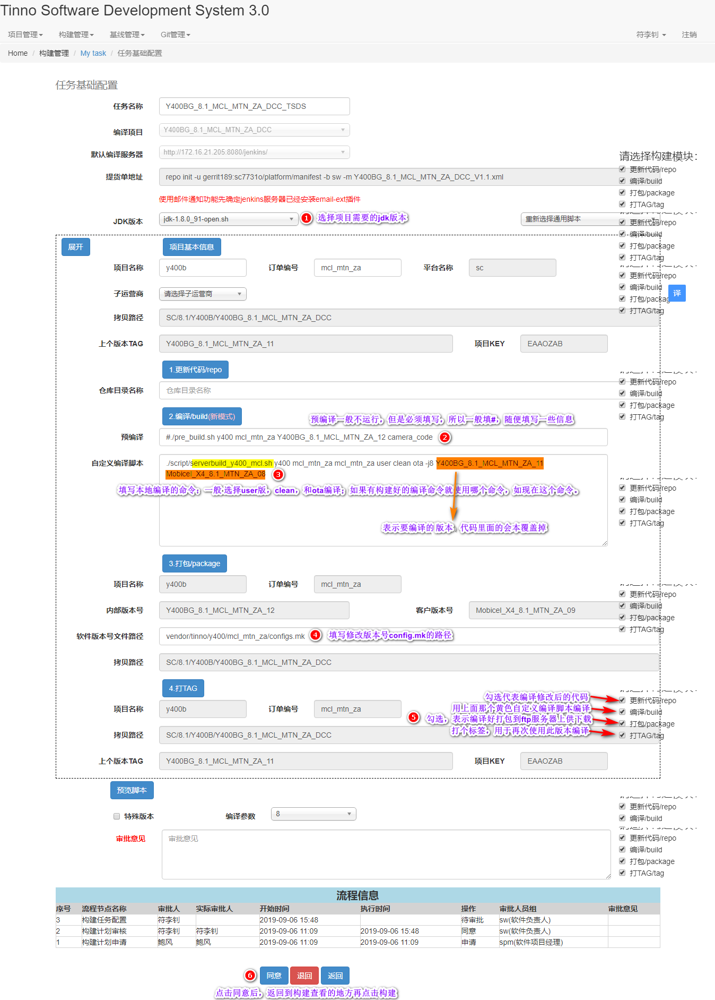 Tinno Software Development System 3.0
项目管理 构建管理 基线管理 Git管理 符李钊 注销
Home / 构建管理 / My task / 任务基础配置
任务基础配置
任务名称 Y400BG_8.1_MCL_MTN_ZA_DCC_TSDS
编译项目 Y400BG_8.1_MCL_MTN_ZA_DCC
默认编译服务器 http://172.16.21.205:8080/jenkins/
请选择构建模块:
更新代码/repo
提货单地址 repo init -u gerrit189:sc7731o/platform/manifest -b sw -m Y400BG_8.1_MCL_MTN_ZA_DCC_V1.1.xml
编译/build
打包/package
使用邮件通知功能先确定jenkins服务器已经安装email-ext插件
打TAG/tag
JDK版本 jdk-1.8.0_91-open.sh 1 选择项目需要的jdk版本 重新选择通用脚本
更新代码/repo
编译/build
展开 项目基本信息 打包/package
打TAG/tag
项目名称 y400b 订单编号 mcl_mtn_za 平台名称 sc
更新代码/repo
编译/build
子运营商 请选择子运营商 译
打包/package
打TAG/tag
拷贝路径 SC/8.1/Y400B/Y400BG_8.1_MCL_MTN_ZA_DCC
上个版本TAG Y400BG_8.1_MCL_MTN_ZA_11 项目KEY EAAOZAB
1.更新代码/repo
更新代码/repo
仓库目录名称 仓库目录名称
编译/build
打包/package
2.编译/build(新模式) 预编译一般不运行，但是必须填写，所以一般填#，随便填写一些信息 打TAG/tag
预编译 #./pre_build.sh y400 mcl_mtn_za Y400BG_8.1_MCL_MTN_ZA_12 camera_code 2
自定义编译脚本 ./script/serverbuild_y400_mcl.sh y400 mcl_mtn_za mcl_mtn_za user clean ota -j8 Y400BG_8.1_MCL_MTN_ZA_11
Mobicel_X4_8.1_MTN_ZA_08 3
更新代码/repo
填写本地编译的命令；一般选择user版，clean，和ota编译；如果有构建好的编译命令就使用哪个命令，如现在这个命令。
编译/build
打包/package
打TAG/tag
表示要编译的版本，代码里面的会本覆盖掉
3.打包/package
项目名称 y400b 订单编号 mcl_mtn_za
更新代码/repo
编译/build
内部版本号 Y400BG_8.1_MCL_MTN_ZA_12 客户版本号 Mobicel_X4_8.1_MTN_ZA_09
打包/package
打TAG/tag
软件版本号文件路径 vendor/tinno/y400/mcl_mtn_za/configs.mk 4 填写修改版本号config.mk的路径
拷贝路径 SC/8.1/Y400B/Y400BG_8.1_MCL_MTN_ZA_DCC
4.打TAG
勾选代表编译修改后的代码 更新代码/repo
项目名称 y400b 订单编号 mcl_mtn_za 用上面那个黄色自定义编译脚本编译 编译/build
5 勾选，表示编译好打包到ftp服务器上供下载 打包/package
打个标签，用于再次使用此版本编译 打TAG/tag
拷贝路径 SC/8.1/Y400B/Y400BG_8.1_MCL_MTN_ZA_DCC
上个版本TAG Y400BG_8.1_MCL_MTN_ZA_11 项目KEY EAAOZAB
预览脚本
更新代码/repo
特殊版本 编译参数 8 编译/build
审批意见 审批意见 更新代码/repo
编译/build
打包/package
打TAG/tag
流程信息
序号 流程节点名称 审批人 实际审批人 开始时间 执行时间 操作 审批人员组 审批意见
3 构建任务配置 符李钊 2019-09-06 15:48 待审批 sw(软件负责人)
2 构建计划审核 符李钊 符李钊 2019-09-06 11:09 2019-09-06 15:48 同意 sw(软件负责人)
1 构建计划申请 鲍风 鲍风 2019-09-06 11:09 2019-09-06 11:09 申请 spm(软件项目经理)
6 同意 退回 返回
点击同意后，返回到构建查看的地方再点击构建